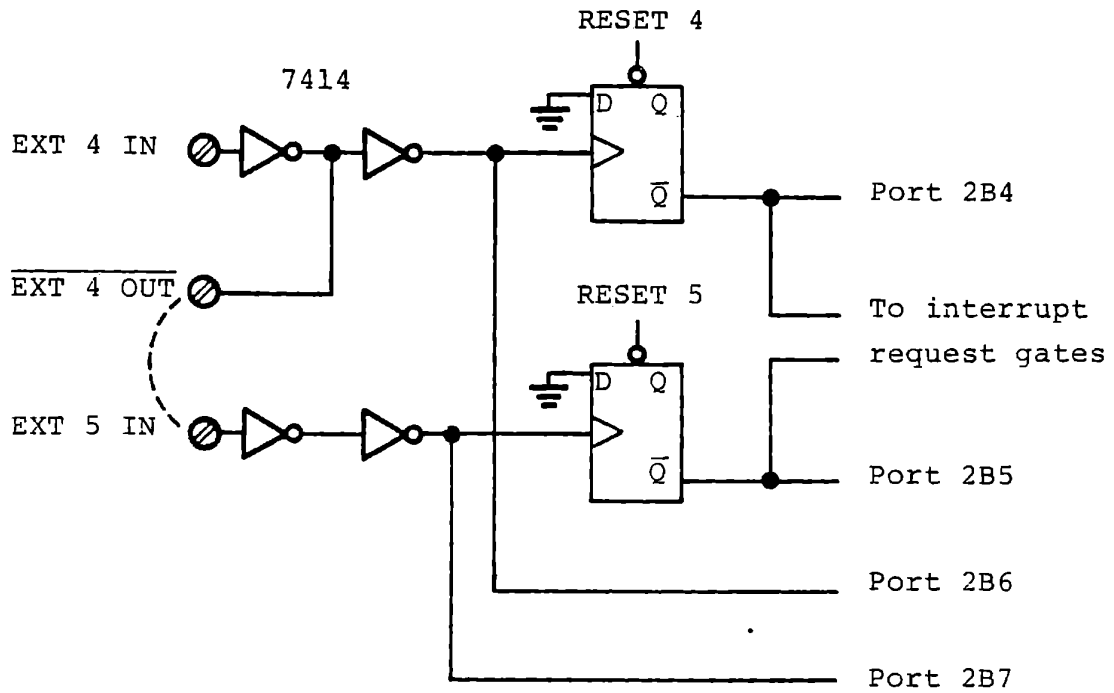 RESET 4
7414
D Q
EXT 4 IN
Q
Port 2B4
EXT 4 OUT
RESET 5
To interrupt
request gates
D Q
EXT 5 IN
Q
Port 2B5
Port 2B6
Port 2B7